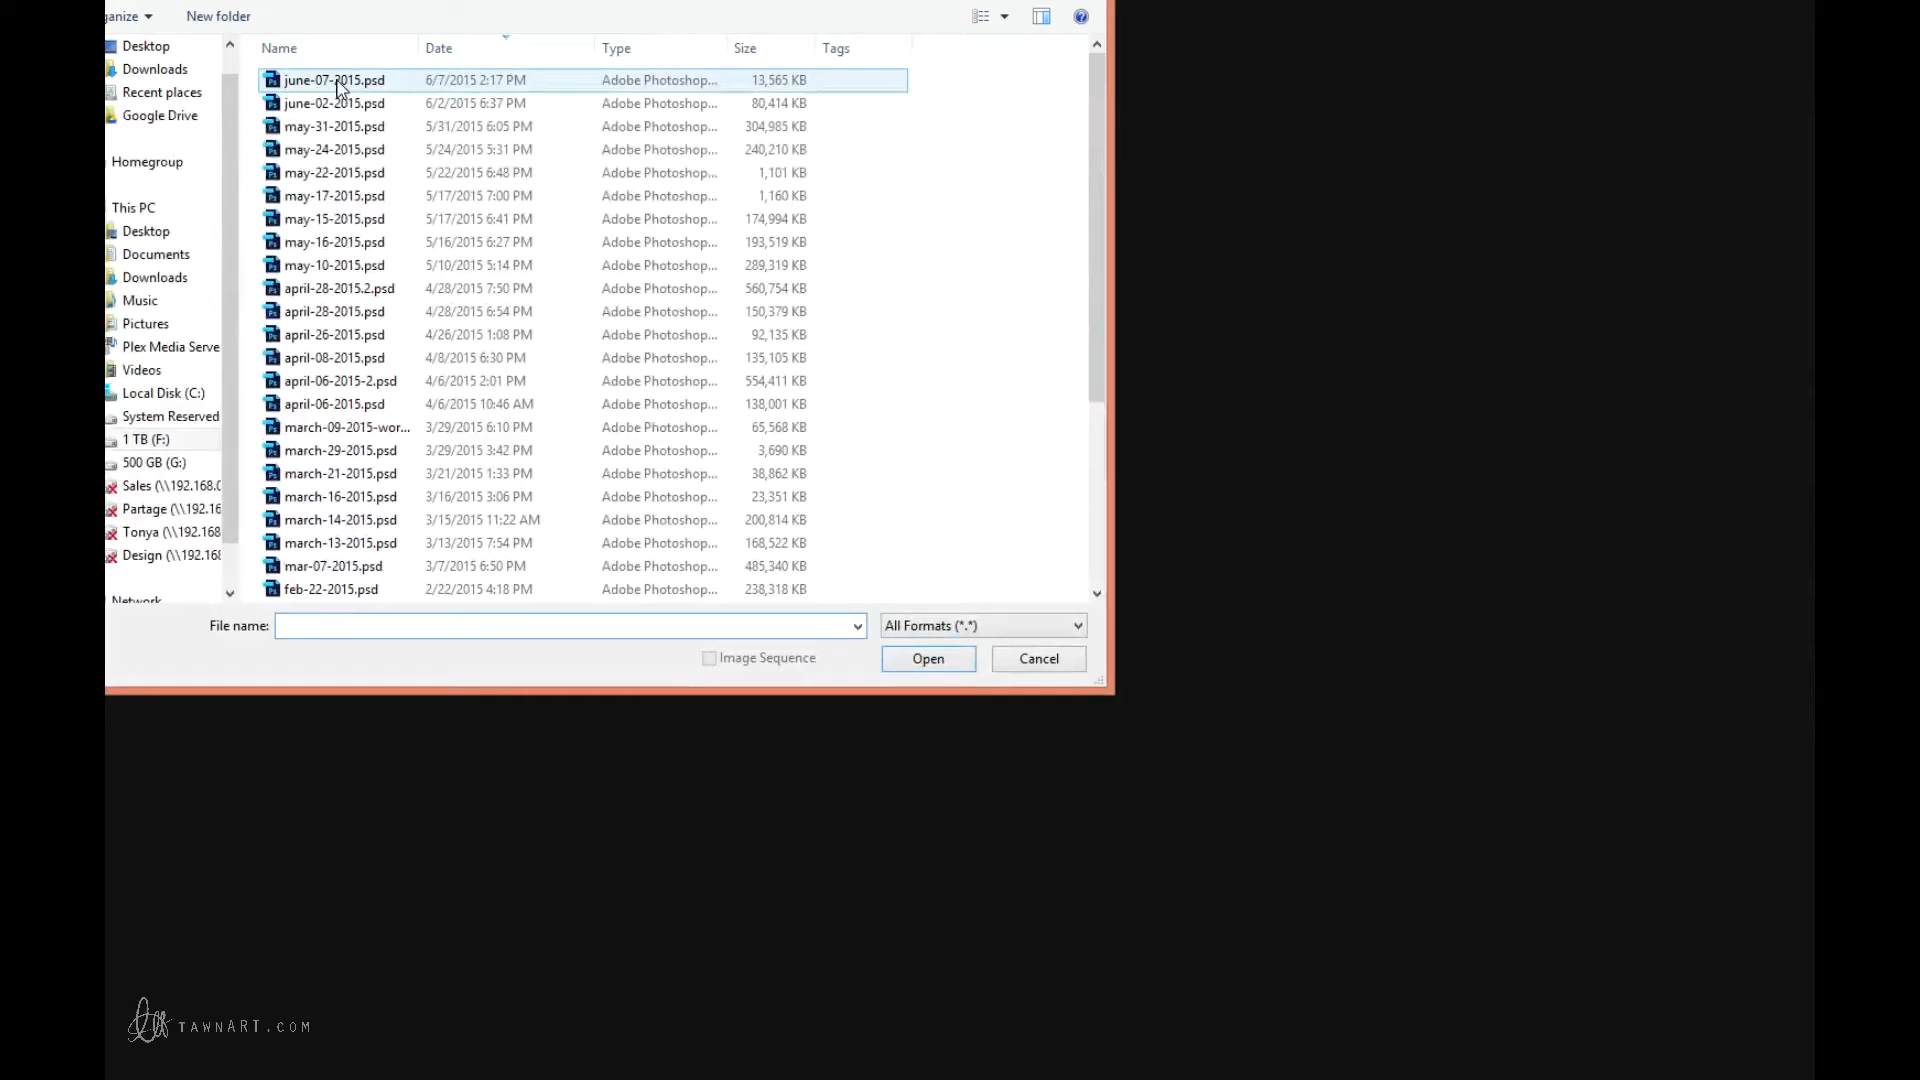 ganize New folder
Name Date Type Size Tags
Desktop
Downloads
Recent places
Google Drive
Homegroup
This PC
Desktop
Documents
Downloads
Music
Pictures
Plex Media Serve
Videos
Local Disk (C:)
System Reserved
1 TB (F:)
500 GB (G:)
Sales (\\192.168.0
Partage (\\192.16
Tonya (\\192.168
Design (\\192.168
Network
june-07-2015.psd 6/7/2015 2:17 PM Adobe Photoshop... 13,565 KB
june-02-2015.psd 6/2/2015 6:37 PM Adobe Photoshop... 80,414 KB
may-31-2015.psd 5/31/2015 6:05 PM Adobe Photoshop... 304,985 KB
may-24-2015.psd 5/24/2015 5:31 PM Adobe Photoshop... 240,210 KB
may-22-2015.psd 5/22/2015 6:48 PM Adobe Photoshop... 1,101 KB
may-17-2015.psd 5/17/2015 7:00 PM Adobe Photoshop... 1,160 KB
may-15-2015.psd 5/17/2015 6:41 PM Adobe Photoshop... 174,994 KB
may-16-2015.psd 5/16/2015 6:27 PM Adobe Photoshop... 193,519 KB
may-10-2015.psd 5/10/2015 5:14 PM Adobe Photoshop... 289,319 KB
april-28-2015.2.psd 4/28/2015 7:50 PM Adobe Photoshop... 560,754 KB
april-28-2015.psd 4/28/2015 6:54 PM Adobe Photoshop... 150,379 KB
april-26-2015.psd 4/26/2015 1:08 PM Adobe Photoshop... 92,135 KB
april-08-2015.psd 4/8/2015 6:30 PM Adobe Photoshop... 135,105 KB
april-06-2015-2.psd 4/6/2015 2:01 PM Adobe Photoshop... 554,411 KB
april-06-2015.psd 4/6/2015 10:46 AM Adobe Photoshop... 138,001 KB
march-09-2015-wor... 3/29/2015 6:10 PM Adobe Photoshop... 65,568 KB
march-29-2015.psd 3/29/2015 3:42 PM Adobe Photoshop... 3,690 KB
march-21-2015.psd 3/21/2015 1:33 PM Adobe Photoshop... 38,862 KB
march-16-2015.psd 3/16/2015 3:06 PM Adobe Photoshop... 23,351 KB
march-14-2015.psd 3/15/2015 11:22 AM Adobe Photoshop... 200,814 KB
march-13-2015.psd 3/13/2015 7:54 PM Adobe Photoshop... 168,522 KB
mar-07-2015.psd 3/7/2015 6:50 PM Adobe Photoshop... 485,340 KB
feb-22-2015.psd 2/22/2015 4:18 PM Adobe Photoshop... 238,318 KB
File name: All Formats (*.*)
Image Sequence Open Cancel
TAWNART.COM